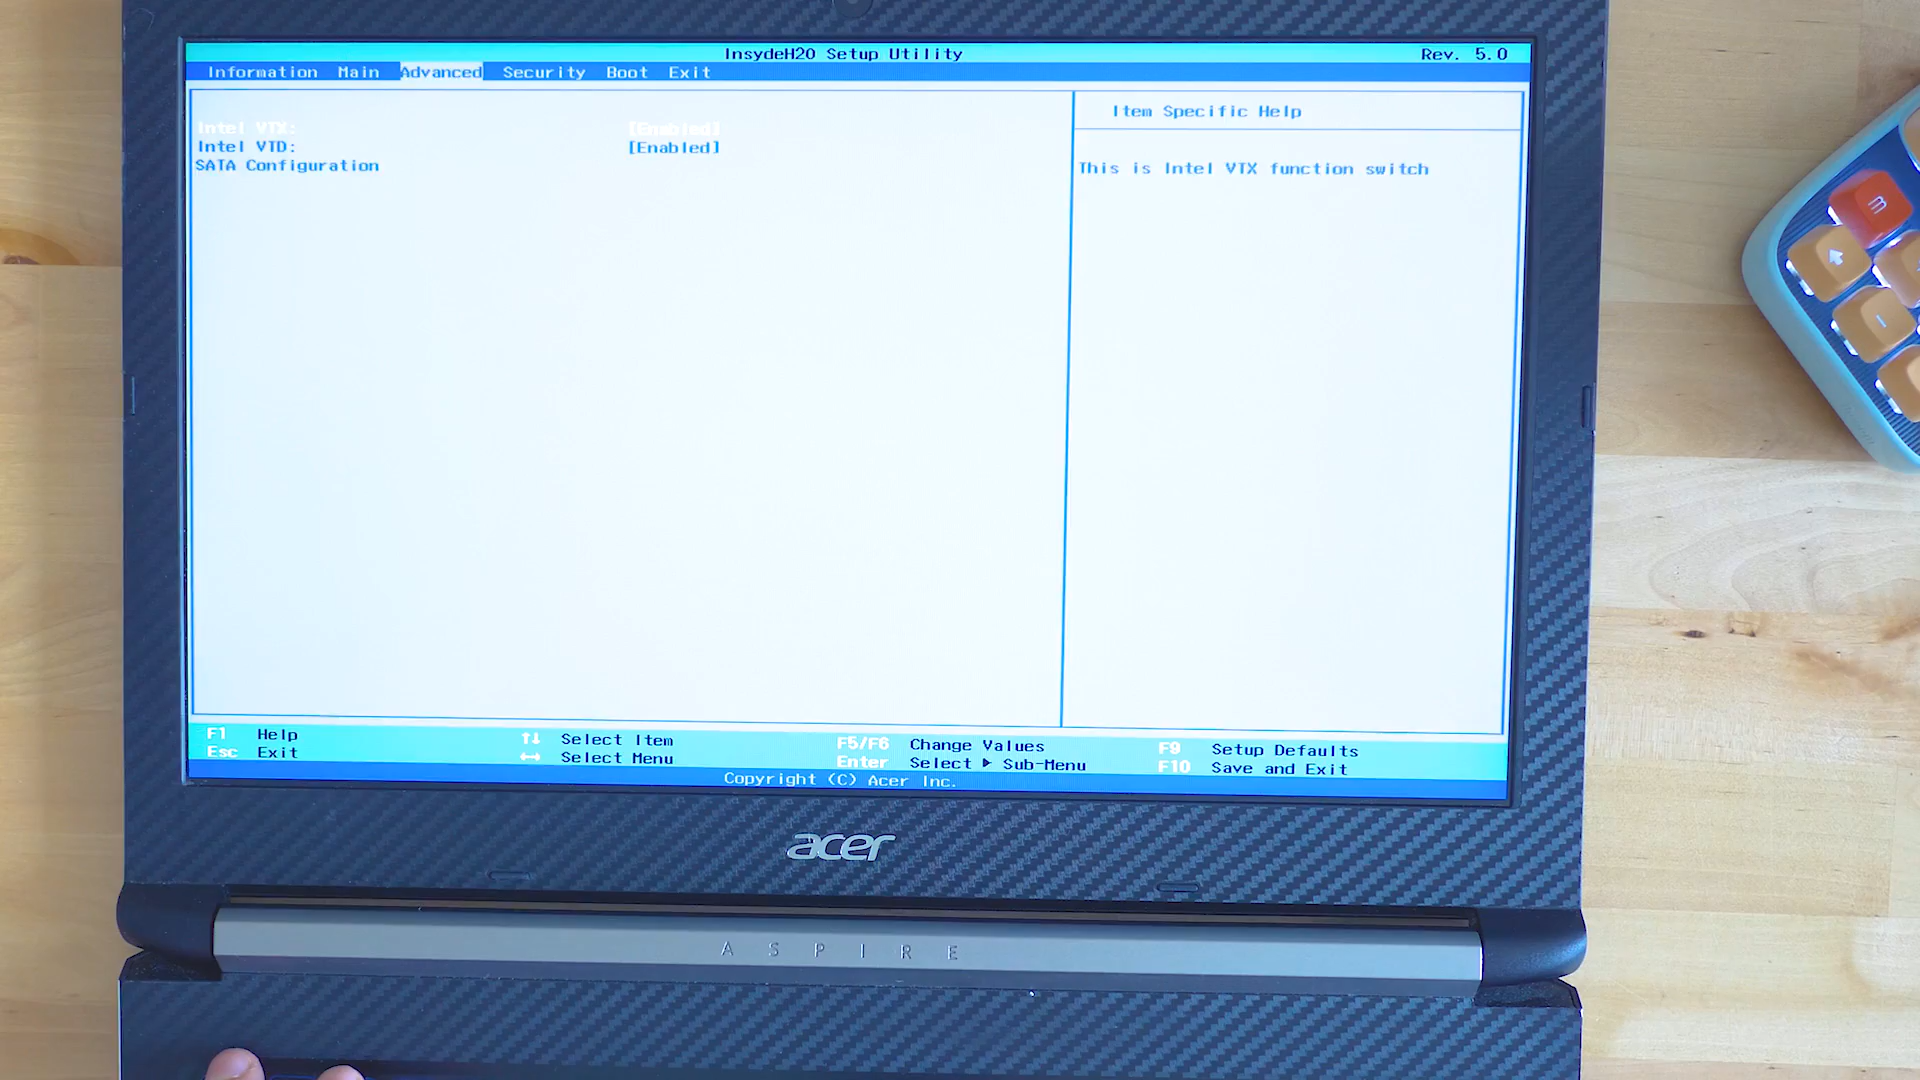 InsydeH20 Setup Utility Rev. 5.0
Information Main Advanced Security Boot Exit
Item Specific Help
Intel VTX: [Enabled]
Intel VTD: [Enabled]
SATA Configuration
This is Intel VTX function switch
F1 Help ↑↓ Select Item F5/F6 Change Values F9 Setup Defaults
Esc Exit ↔ Select Menu Enter Select ▶ Sub-Menu F10 Save and Exit
Copyright (C) Acer Inc.
acer
ASPIRE
m